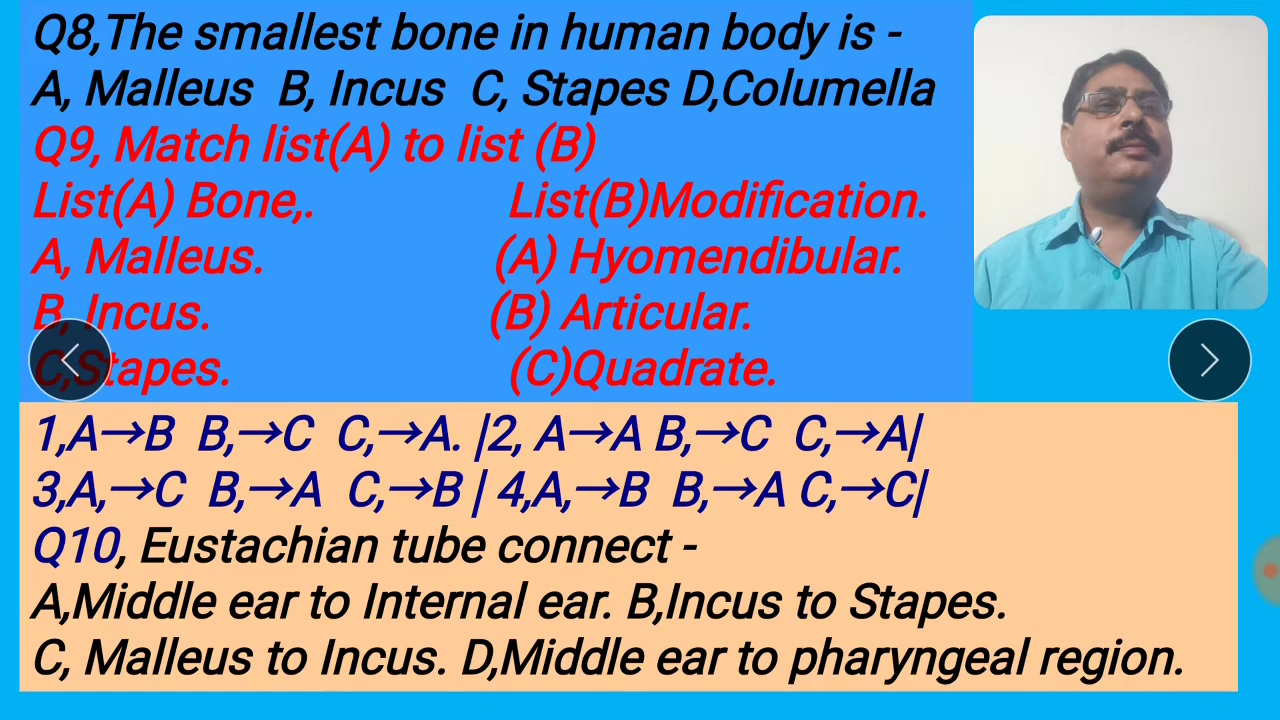 Q8,The smallest bone in human body is -
A, Malleus B, Incus C, Stapes D,Columella
Q9, Match list(A) to list (B)
List(A) Bone,. List(B)Modification.
A, Malleus. (A) Hyomendibular.
B, Incus. (B) Articular.
C,Stapes. (C)Quadrate.
1,A→B B,→C C,→A. |2, A→A B,→C C,→A|
3,A,→C B,→A C,→B | 4,A,→B B,→A C,→C|
Q10, Eustachian tube connect -
A,Middle ear to Internal ear. B,Incus to Stapes.
C, Malleus to Incus. D,Middle ear to pharyngeal region.